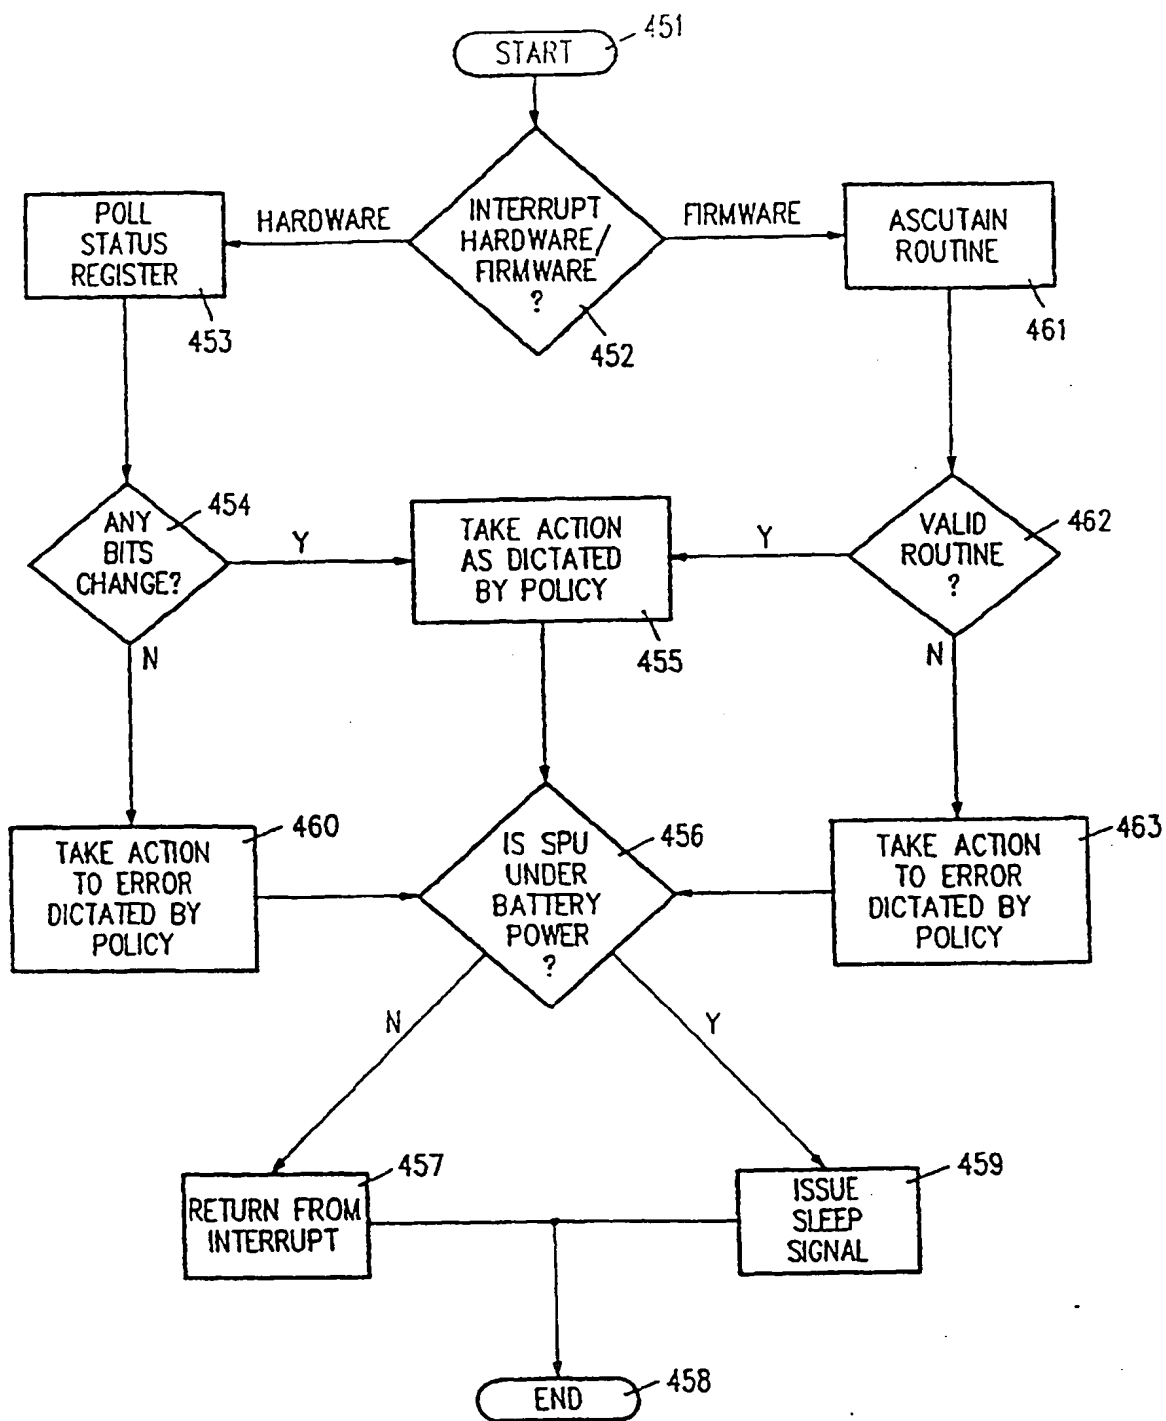 451
START
INTERRUPT
HARDWARE/
FIRMWARE
?
452
HARDWARE
FIRMWARE
POLL
STATUS
REGISTER
453
ASCUTAIN
ROUTINE
461
ANY
BITS
CHANGE?
454
Y
N
TAKE ACTION
AS DICTATED
BY POLICY
455
VALID
ROUTINE
?
462
Y
N
TAKE ACTION
TO ERROR
DICTATED BY
POLICY
460
IS SPU
UNDER
BATTERY
POWER
?
456
TAKE ACTION
TO ERROR
DICTATED BY
POLICY
463
N
Y
RETURN FROM
INTERRUPT
457
ISSUE
SLEEP
SIGNAL
459
END
458